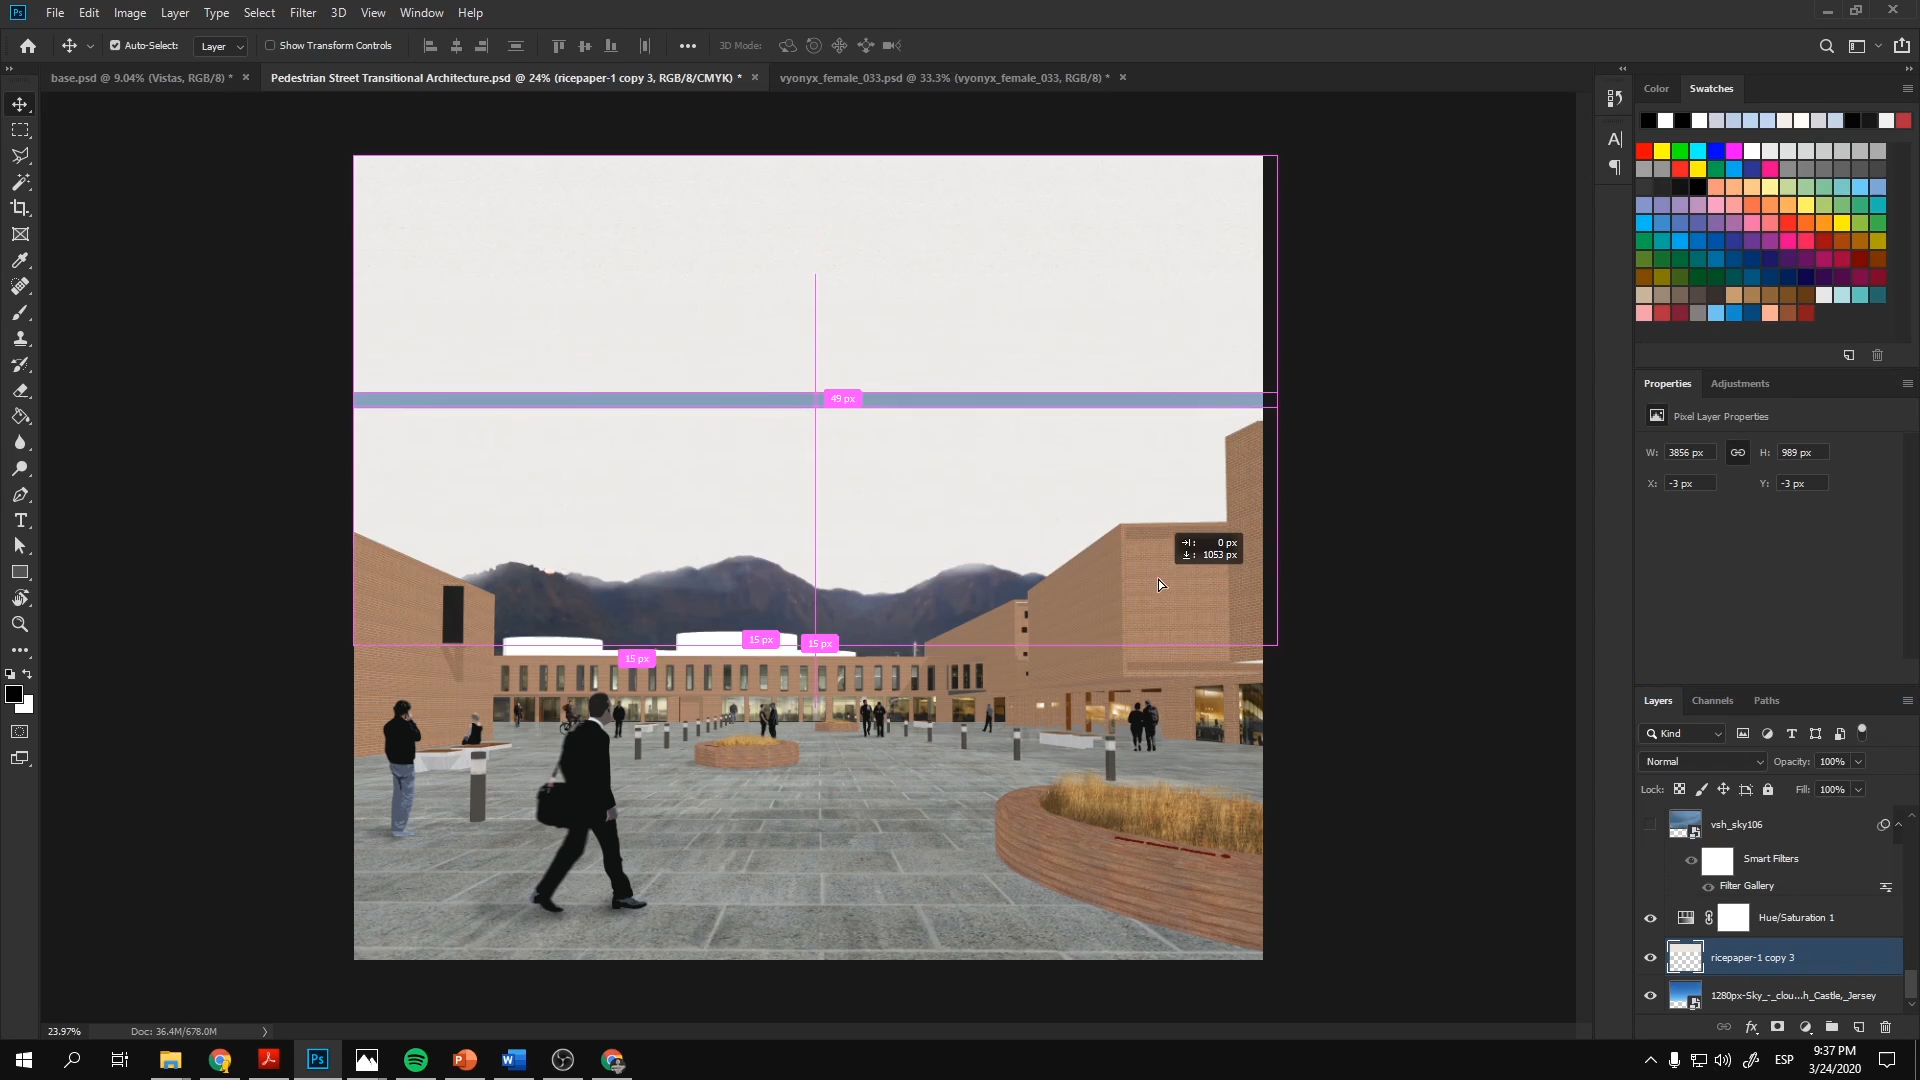 Ps File Edit Image Layer Type Select Filter 3D View Window Help
Auto-Select: Layer Show Transform Controls 3D Mode:
base.psd @ 9.04% (Vistas, RGB/8) * Pedestrian Street Transitional Architecture.psd @ 24% (ricepaper-1 copy 3, RGB/8/CMYK) * vyonyx_female_033.psd @ 33.3% (vyonyx_female_033, RGB/8) *
Color Swatches
49 px
0 px
1053 px
15 px
15 px
15 px
Properties Adjustments
Pixel Layer Properties
W: 3856 px H: 989 px
X: -3 px Y: -3 px
Layers Channels Paths
Kind
Normal Opacity: 100%
Lock: Fill: 100%
vsh_sky106
Smart Filters
Filter Gallery
Hue/Saturation 1
ricepaper-1 copy 3
1280px-Sky_-_clou...h_Castle,_Jersey
23.97% Doc: 36.4M/678.0M
ESP
9:37 PM
3/24/2020